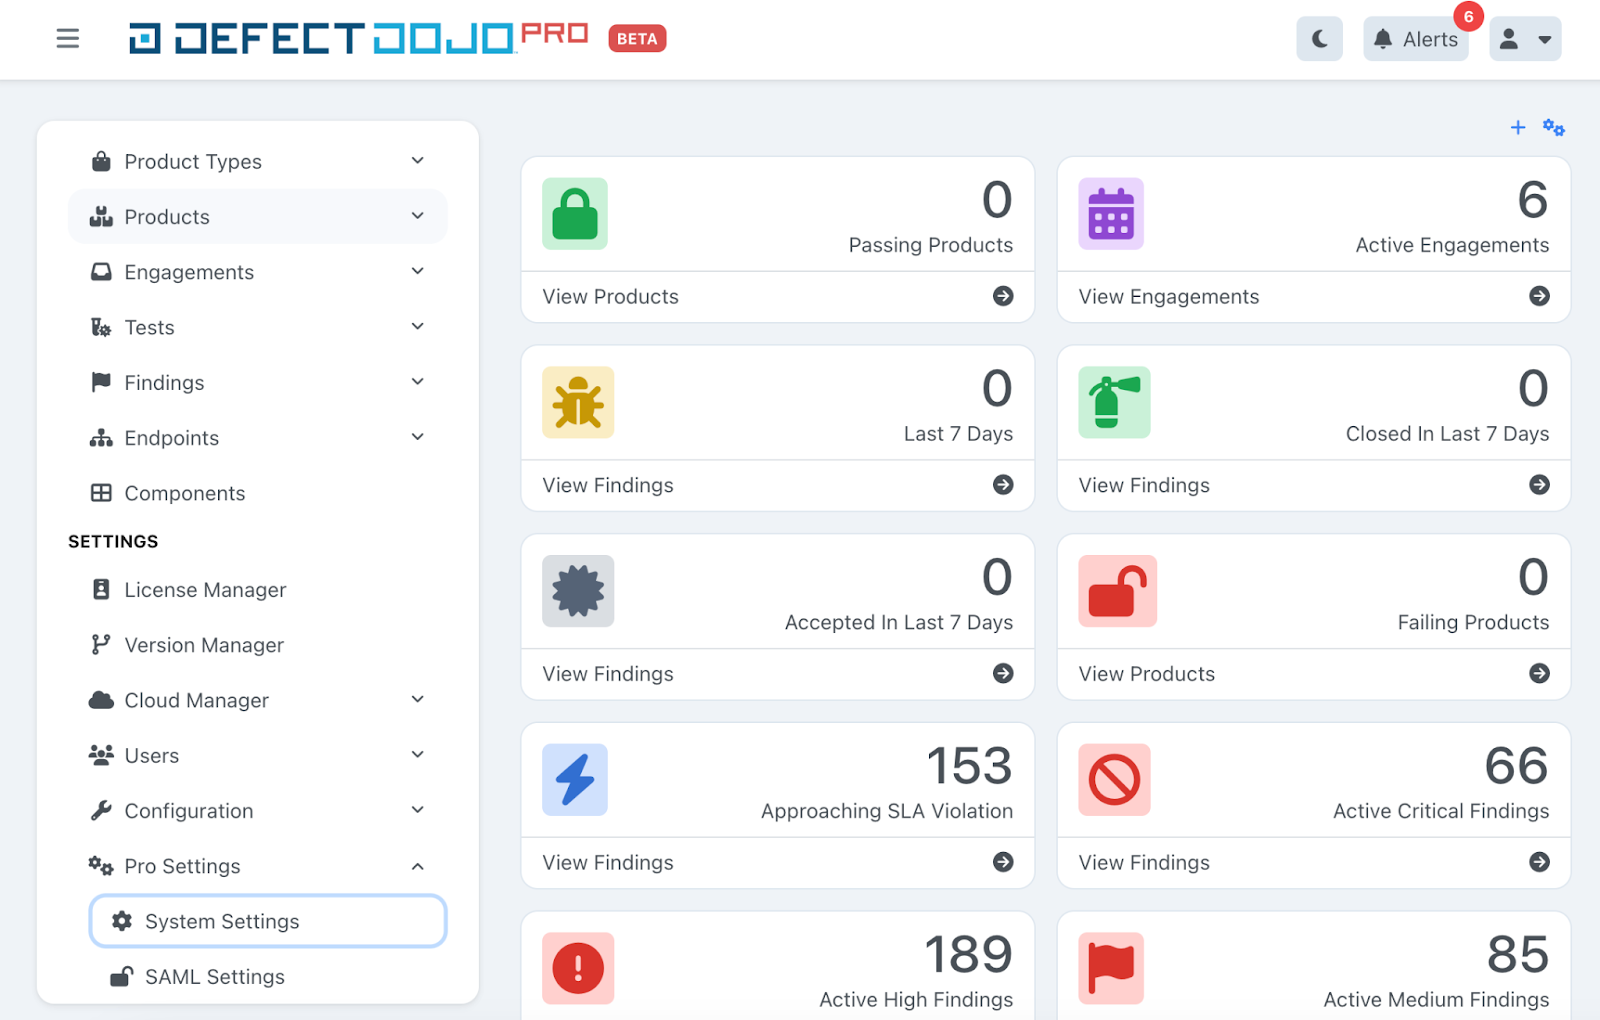 DEFECTDOJO PRO BETA
Alerts 6
Product Types
Products
Engagements
Tests
Findings
Endpoints
Components
SETTINGS
License Manager
Version Manager
Cloud Manager
Users
Configuration
Pro Settings
System Settings
SAML Settings
0
Passing Products
View Products
6
Active Engagements
View Engagements
0
Last 7 Days
View Findings
0
Closed In Last 7 Days
View Findings
0
Accepted In Last 7 Days
View Findings
0
Failing Products
View Products
153
Approaching SLA Violation
View Findings
66
Active Critical Findings
View Findings
189
Active High Findings
85
Active Medium Findings